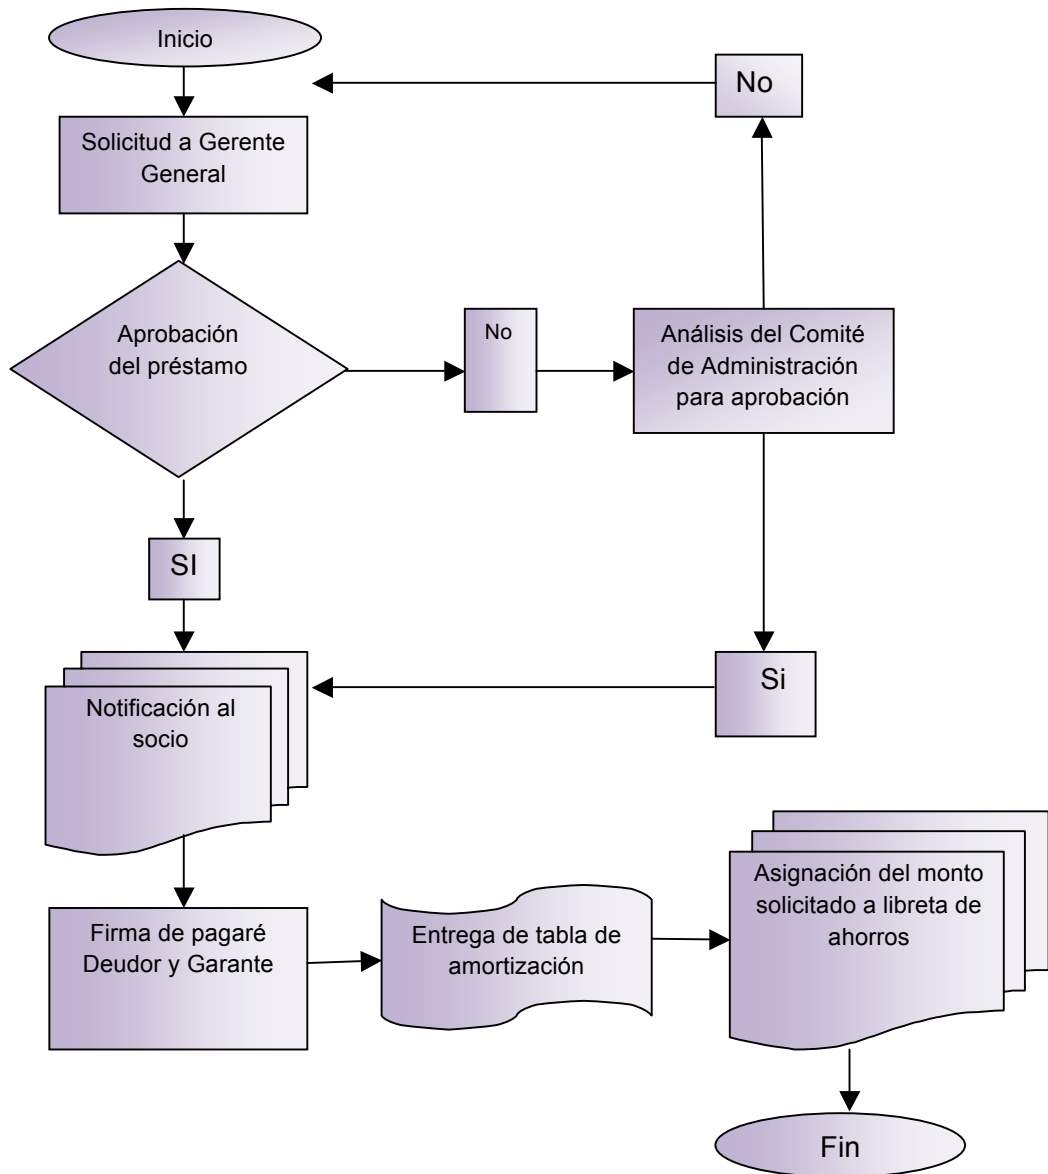 Inicio
No
Solicitud a Gerente
General
Aprobación
del préstamo
No
Análisis del Comité
de Administración
para aprobación
SI
Notificación al
socio
Si
Firma de pagaré
Deudor y Garante
Entrega de tabla de
amortización
Asignación del monto
solicitado a libreta de
ahorros
Fin